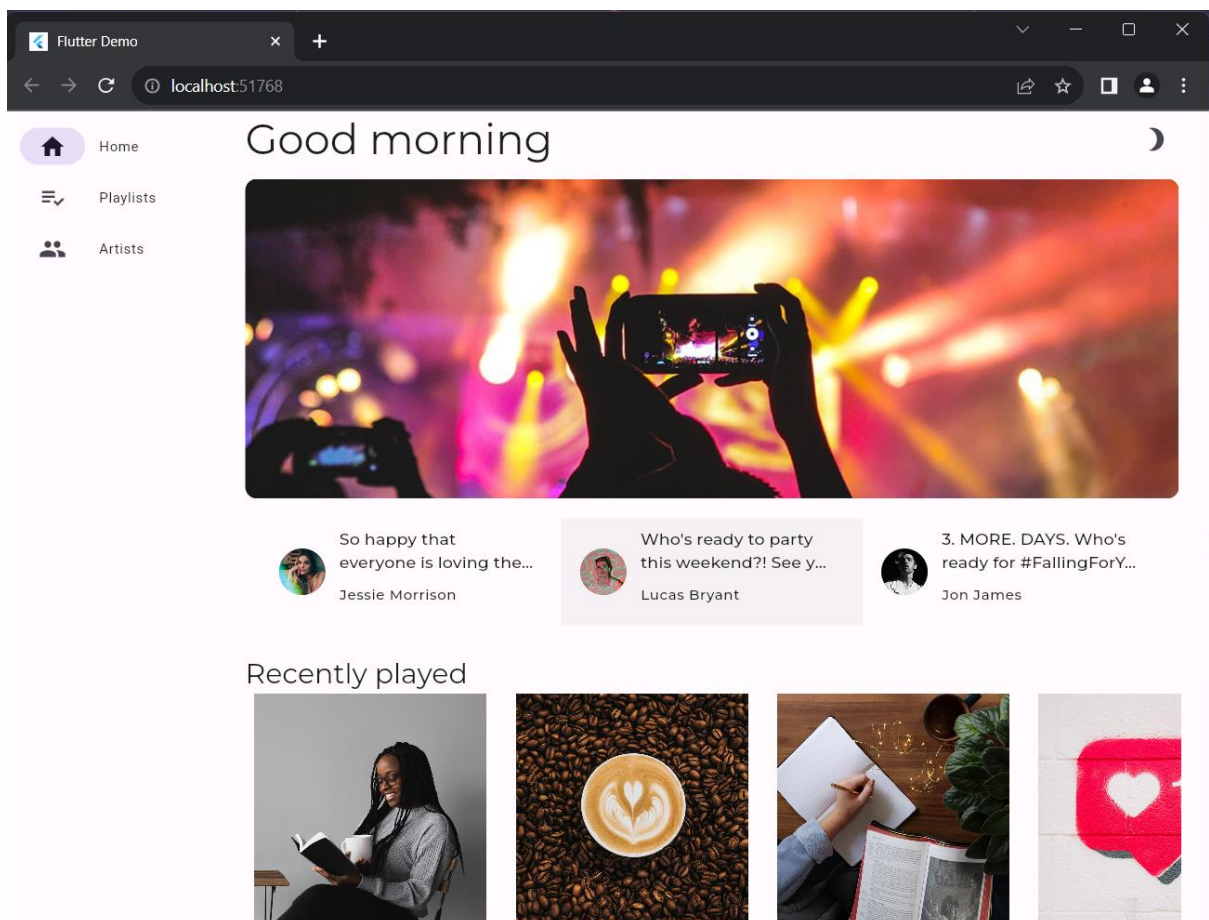 Flutter Demo
localhost:51768
Home
Playlists
Artists
Good morning
So happy that
everyone is loving the...
Jessie Morrison
Who's ready to party
this weekend?! See y...
Lucas Bryant
3. MORE. DAYS. Who's
ready for #FallingForY...
Jon James
Recently played